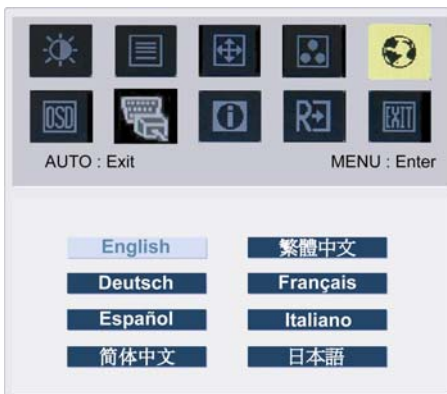 OSD R EXIT
AUTO : Exit MENU : Enter
English 繁體中文
Deutsch Français
Español Italiano
简体中文 日本語